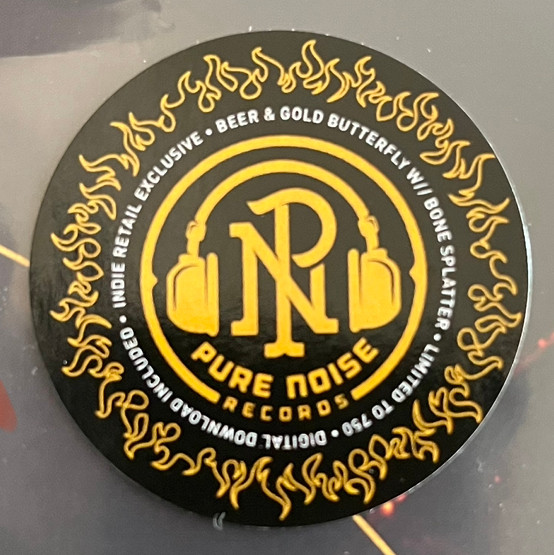 • INDIE RETAIL EXCLUSIVE • BEER & GOLD BUTTERFLY W// BONE SPLATTER • LIMITED TO 750 • DIGITAL DOWNLOAD INCLUDED
PN
PURE NOISE
RECORDS